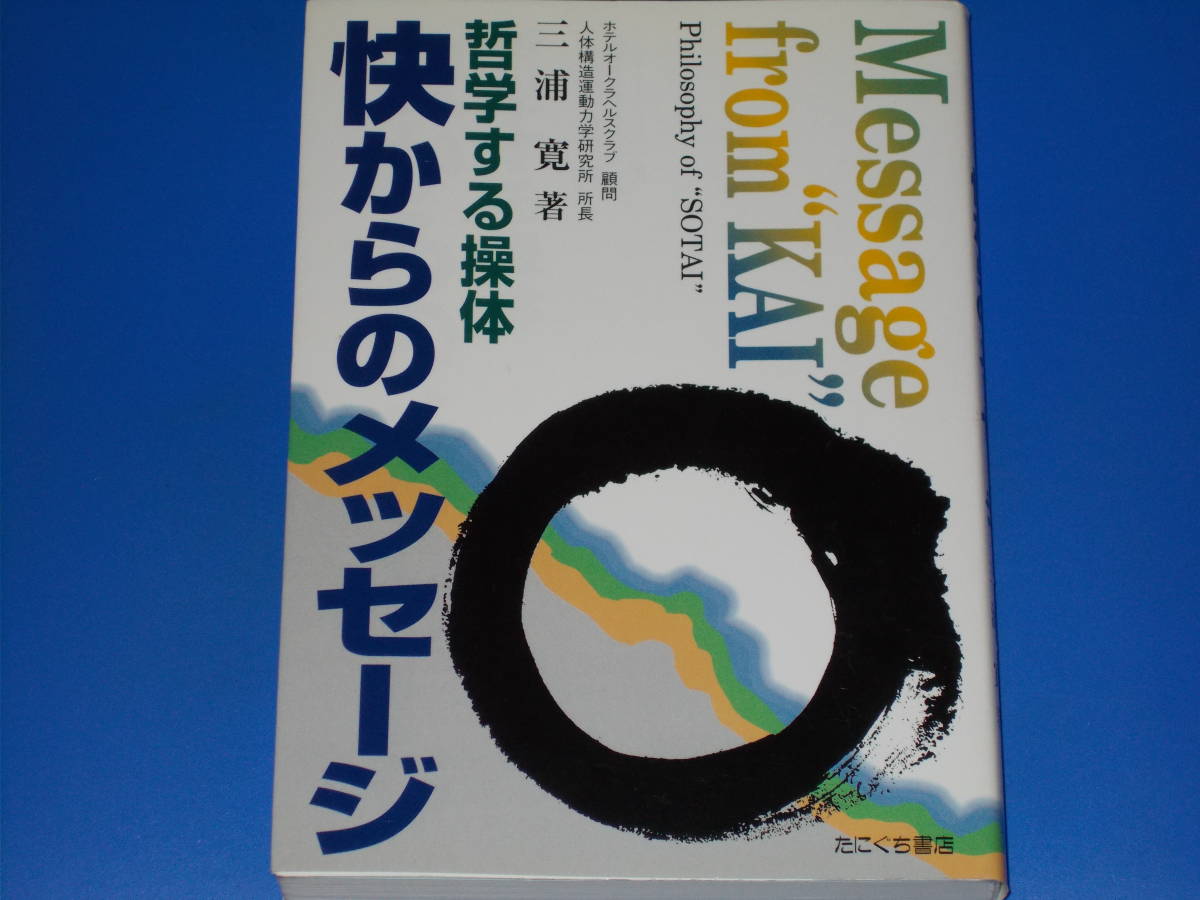 Message
from “KAI”
Philosophy of “SOTAI”
ホテルオークラヘルスクラブ 顧問
人体構造運動力学研究所 所長
三浦 寛 著
哲学する操体
快からのメッセージ
たにぐち書店